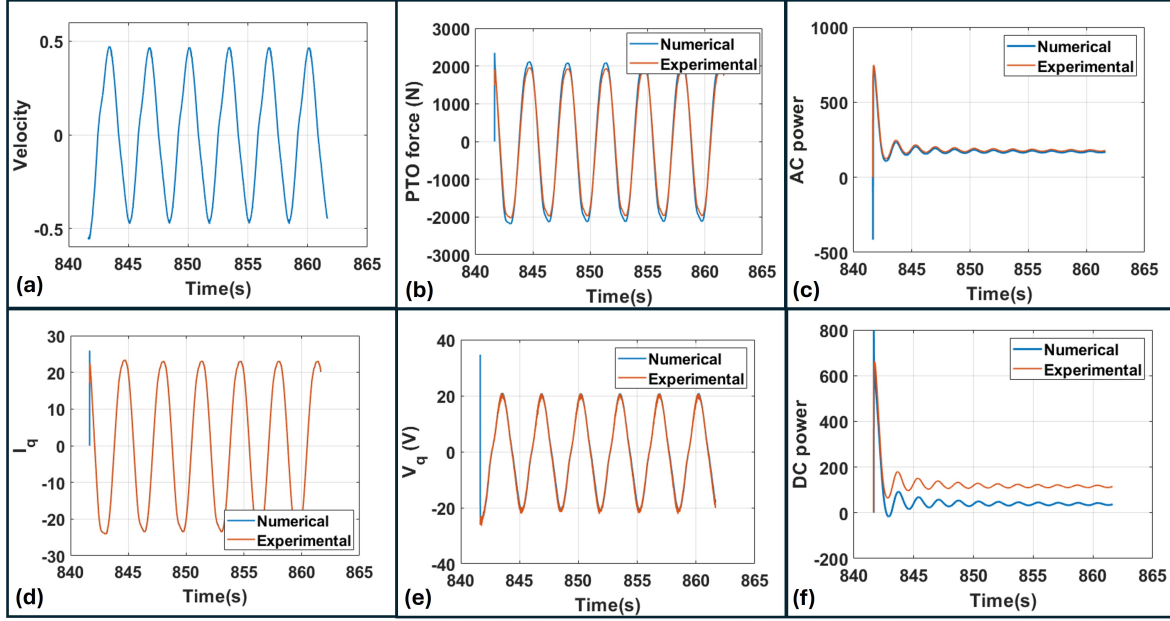 0.5
0
-0.5
Velocity
840 845 850 855 860 865
Time(s)
(a)
3000
2000
1000
0
-1000
-2000
-3000
PTO force (N)
Numerical
Experimental
840 845 850 855 860 865
Time(s)
(b)
1000
500
0
-500
AC power
Numerical
Experimental
840 845 850 855 860 865
Time(s)
(c)
30
20
10
0
-10
-20
-30
I_q
Numerical
Experimental
840 845 850 855 860 865
Time(s)
(d)
40
20
0
-20
-40
V_q (V)
Numerical
Experimental
840 845 850 855 860 865
Time(s)
(e)
800
600
400
200
0
-200
DC power
Numerical
Experimental
840 845 850 855 860 865
Time(s)
(f)